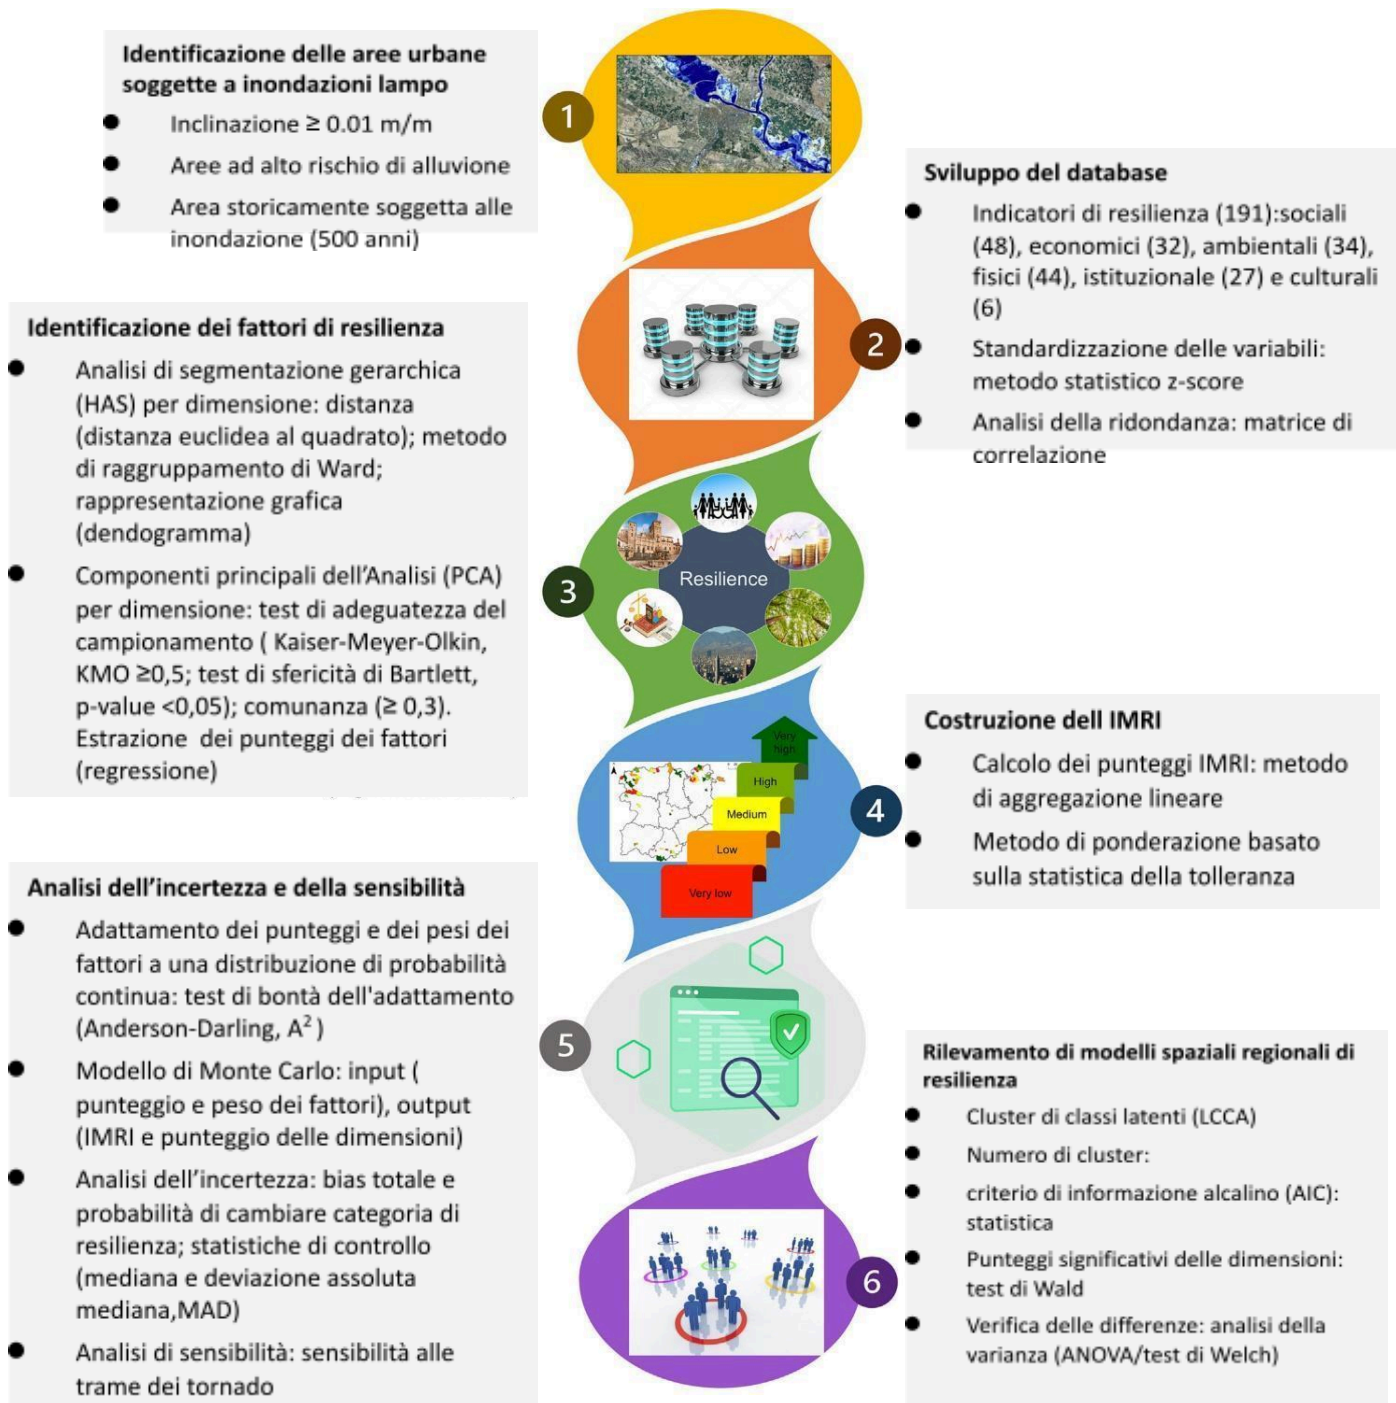 Identificazione delle aree urbane
soggette a inondazioni lampo
● Inclinazione ≥ 0.01 m/m
● Aree ad alto rischio di alluvione
● Area storicamente soggetta alle
inondazione (500 anni)
1
Sviluppo del database
● Indicatori di resilienza (191):sociali
(48), economici (32), ambientali (34),
fisici (44), istituzionale (27) e culturali
(6)
● Standardizzazione delle variabili:
metodo statistico z-score
● Analisi della ridondanza: matrice di
correlazione
2
Identificazione dei fattori di resilienza
● Analisi di segmentazione gerarchica
(HAS) per dimensione: distanza
(distanza euclidea al quadrato); metodo
di raggruppamento di Ward;
rappresentazione grafica
(dendogramma)
● Componenti principali dell'Analisi (PCA)
per dimensione: test di adeguatezza del
campionamento ( Kaiser-Meyer-Olkin,
KMO ≥0,5; test di sfericità di Bartlett,
p-value <0,05); comunanza (≥ 0,3).
Estrazione dei punteggi dei fattori
(regressione)
3
Resilience
Costruzione dell IMRI
● Calcolo dei punteggi IMRI: metodo
di aggregazione lineare
● Metodo di ponderazione basato
sulla statistica della tolleranza
4
Very
high
High
Medium
Low
Very low
Analisi dell'incertezza e della sensibilità
● Adattamento dei punteggi e dei pesi dei
fattori a una distribuzione di probabilità
continua: test di bontà dell'adattamento
(Anderson-Darling, A² )
● Modello di Monte Carlo: input (
punteggio e peso dei fattori), output
(IMRI e punteggio delle dimensioni)
● Analisi dell'incertezza: bias totale e
probabilità di cambiare categoria di
resilienza; statistiche di controllo
(mediana e deviazione assoluta
mediana,MAD)
● Analisi di sensibilità: sensibilità alle
trame dei tornado
5
Rilevamento di modelli spaziali regionali di
resilienza
● Cluster di classi latenti (LCCA)
● Numero di cluster:
● criterio di informazione alcalino (AIC):
statistica
● Punteggi significativi delle dimensioni:
test di Wald
● Verifica delle differenze: analisi della
varianza (ANOVA/test di Welch)
6